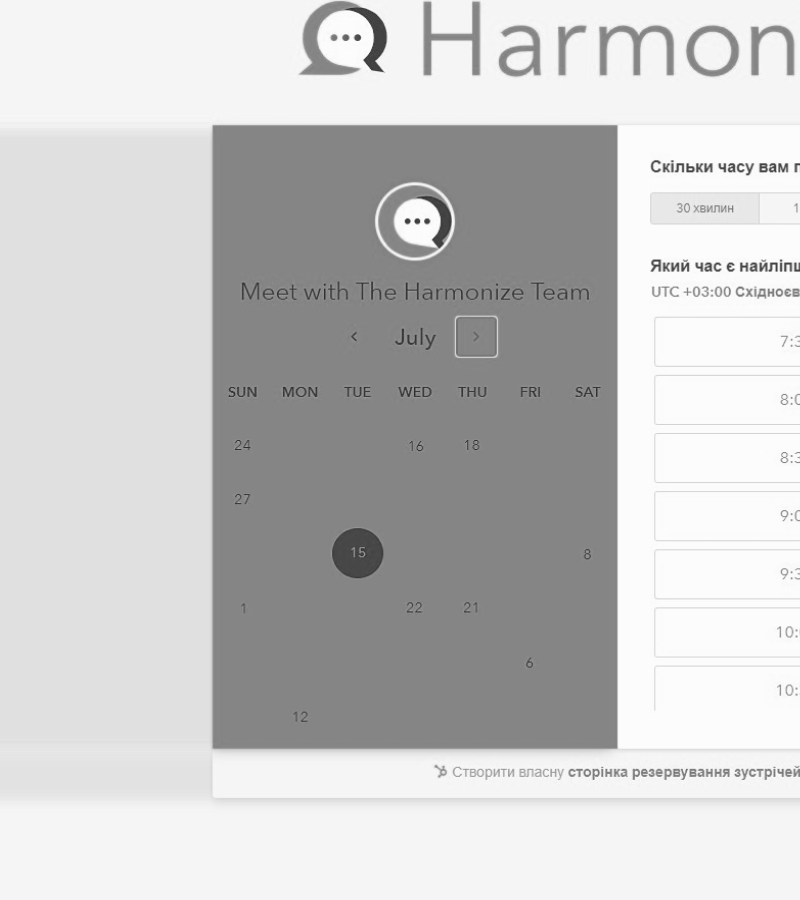 Harmon
Meet with The Harmonize Team
July
SUN MON TUE WED THU FRI SAT
24 16 18
27
15 8
1 22 21
6
12
Скільки часу вам
30 хвилин 1
Який час є найліпш
UTC +03:00 Східноєв
7:3
8:0
8:3
9:0
9:3
10:
10:
Створити власну сторінка резервування зустрічей